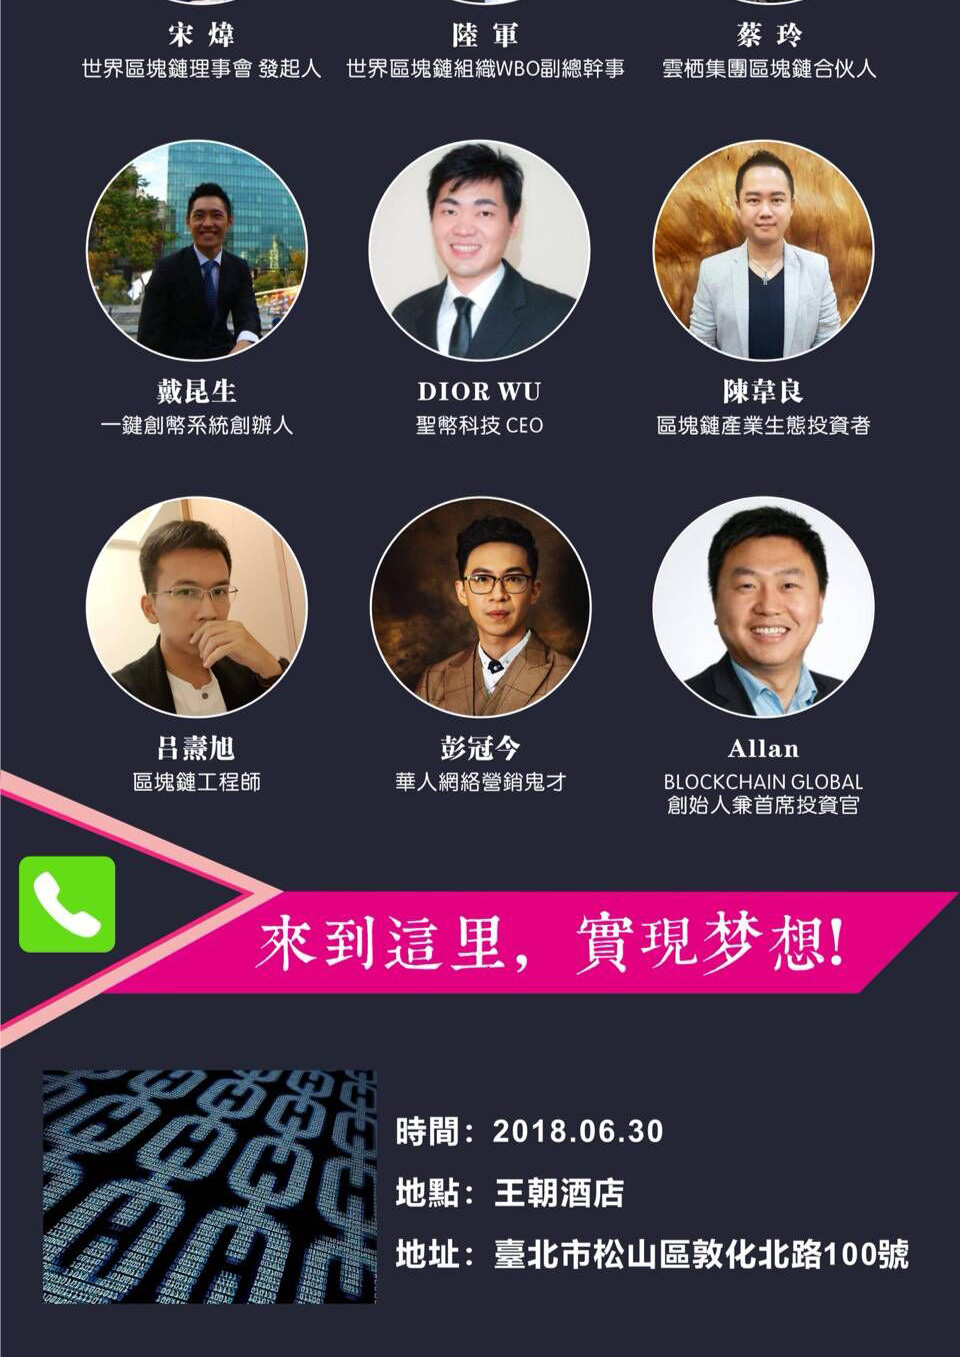 宋 煒
陸 軍
蔡 玲
世界區塊鏈理事會 發起人
世界區塊鏈組織WBO副總幹事
雲栖集團區塊鏈合伙人
戴昆生
DIOR WU
陳韋良
一鍵創幣系統創辦人
聖幣科技 CEO
區塊鏈產業生態投資者
吕燾旭
彭冠今
Allan
區塊鏈工程師
華人網絡營銷鬼才
BLOCKCHAIN GLOBAL
創始人兼首席投資官
來到這里，實現梦想!
時間：2018.06.30
地點：王朝酒店
地址：臺北市松山區敦化北路100號